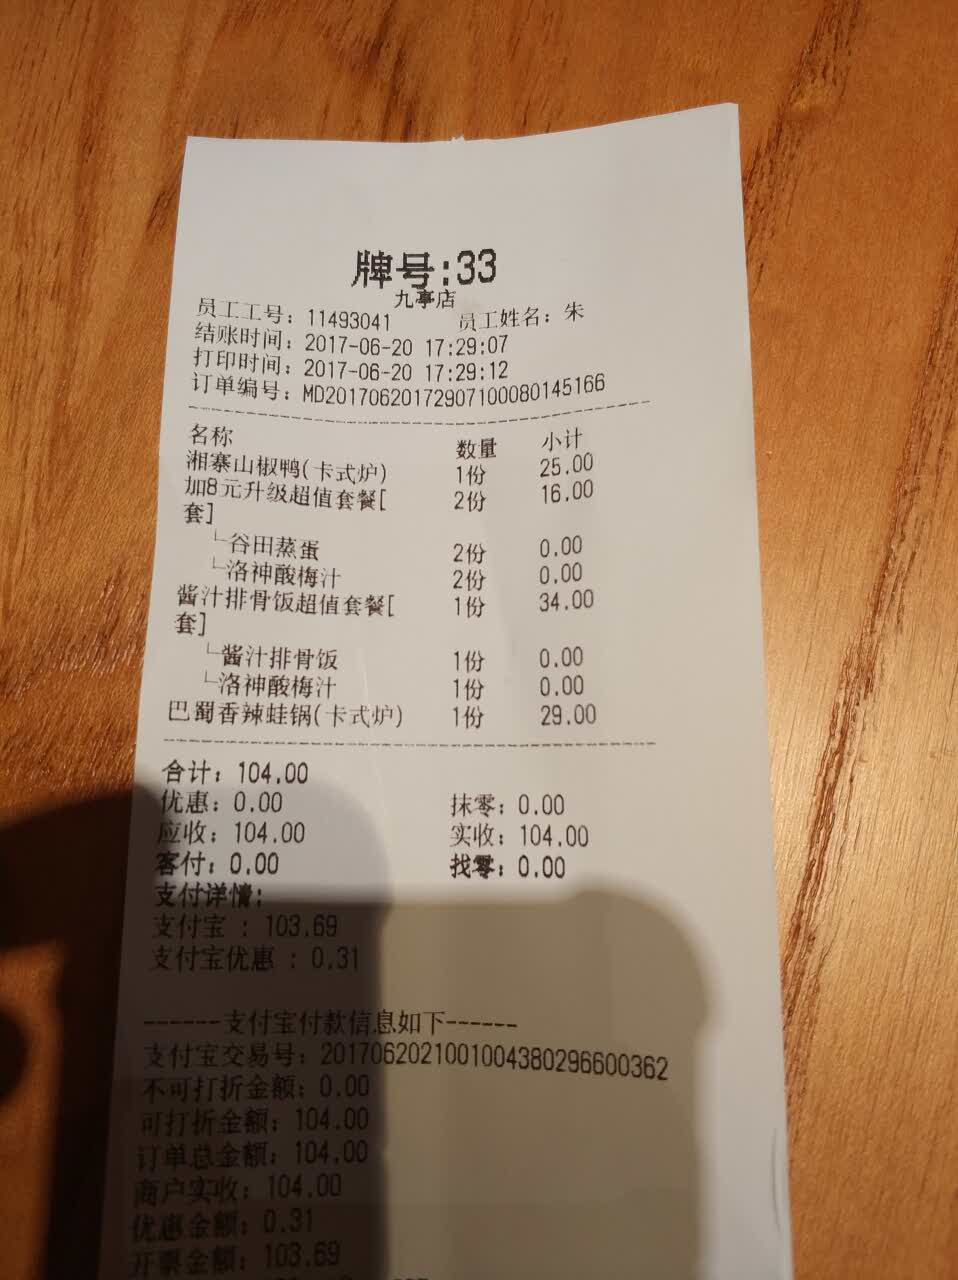 牌号:33
九亭店
员工工号: 11493041 员工姓名: 朱
结账时间: 2017-06-20 17:29:07
打印时间: 2017-06-20 17:29:12
订单编号: MD20170620172907100080145166
名称 数量 小计
湘寨山椒鸭(卡式炉) 1份 25.00
加8元升级超值套餐[ 2份 16.00
套]
└谷田蒸蛋 2份 0.00
└洛神酸梅汁 2份 0.00
酱汁排骨饭超值套餐[ 1份 34.00
套]
└酱汁排骨饭 1份 0.00
└洛神酸梅汁 1份 0.00
巴蜀香辣蛙锅(卡式炉) 1份 29.00
合计: 104.00
优惠: 0.00 抹零: 0.00
应收: 104.00 实收: 104.00
客付: 0.00 找零: 0.00
支付详情:
支付宝 : 103.69
支付宝优惠 : 0.31
------支付宝付款信息如下------
支付宝交易号: 2017062021001004380296600362
不可打折金额: 0.00
可打折金额: 104.00
订单总金额: 104.00
商户实收: 104.00
优惠金额: 0.31
开票金额: 103.69